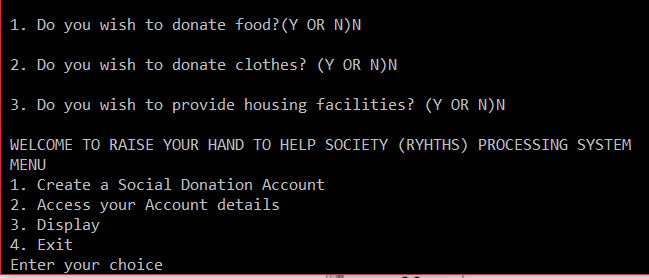 1. Do you wish to donate food?(Y OR N)N
2. Do you wish to donate clothes? (Y OR N)N
3. Do you wish to provide housing facilities? (Y OR N)N
WELCOME TO RAISE YOUR HAND TO HELP SOCIETY (RYHTHS) PROCESSING SYSTEM
MENU
1. Create a Social Donation Account
2. Access your Account details
3. Display
4. Exit
Enter your choice